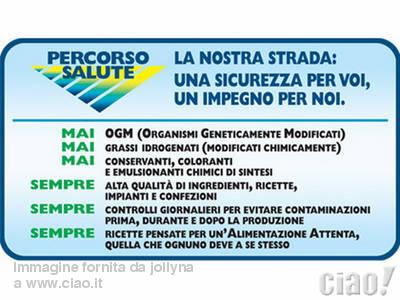 PERCORSO
SALUTE
LA NOSTRA STRADA:
UNA SICUREZZA PER VOI,
UN IMPEGNO PER NOI.
MAI OGM (ORGANISMI GENETICAMENTE MODIFICATI)
MAI GRASSI IDROGENATI (MODIFICATI CHIMICAMENTE)
MAI CONSERVANTI, COLORANTI
E EMULSIONANTI CHIMICI DI SINTESI
SEMPRE ALTA QUALITÀ DI INGREDIENTI, RICETTE,
IMPIANTI E CONFEZIONI
SEMPRE CONTROLLI GIORNALIERI PER EVITARE CONTAMINAZIONI
PRIMA, DURANTE E DOPO LA PRODUZIONE
SEMPRE RICETTE PENSATE PER UN'ALIMENTAZIONE ATTENTA,
QUELLA CHE OGNUNO DEVE A SE STESSO
Immagine fornita da jollyna
a www.ciao.it
ciao!